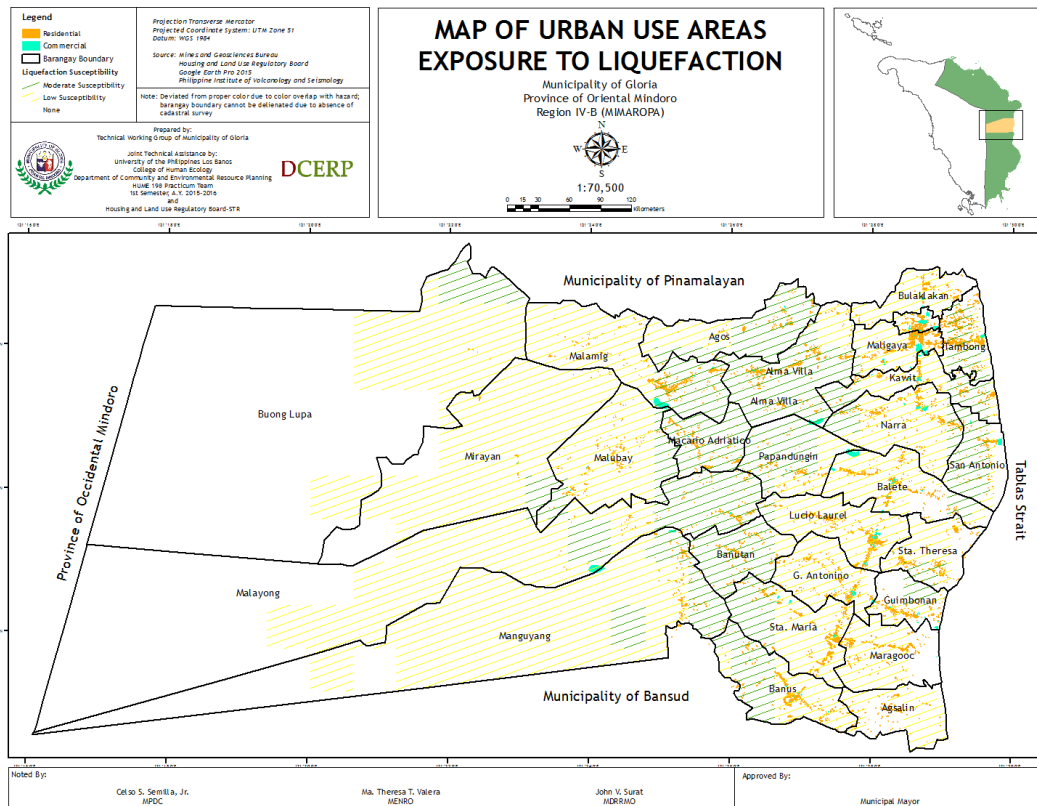 Legend
Residential
Commercial
Barangay Boundary
Liquefaction Susceptibility
Moderate Susceptibility
Low Susceptibility
None
Projection Transverse Mercator
Projected Coordinate System: UTM Zone 51
Datum: WGS 1984
Source: Mines and Geosciences Bureau
Housing and Land Use Regulatory Board
Google Earth Pro 2015
Philippine Institute of Volcanology and Seismology
Note: Deviated from proper color due to color overlap with hazard;
barangay boundary cannot be delienated due to absence of
cadastral survey
Prepared by:
Technical Working Group of Municipality of Gloria
Joint Technical Assistance by:
University of the Philippines Los Banos
College of Human Ecology
Department of Community and Environmental Resource Planning
HUME 198 Practicum Team
1st Semester, A.Y. 2015-2016
and
Housing and Land Use Regulatory Board-STR
DCERP
MAP OF URBAN USE AREAS
EXPOSURE TO LIQUEFACTION
Municipality of Gloria
Province of Oriental Mindoro
Region IV-B (MIMAROPA)
N
W E
S
1:70,500
0 15 30 60 90 120
Kilometers
Municipality of Pinamalayan
Bulaklakan
Agos
Maligaya
Tambong
Malamig
Alma Villa
Kawit
Alma Villa
Buong Lupa
Narra
Macario Adriatico
Mirayan
Malubay
Papandungin
San Antonio
Balete
Province of Occidental Mindoro
Tablas Strait
Lucio Laurel
Banutan
Sta. Theresa
G. Antonino
Malayong
Guimbonan
Manguyang
Sta. Maria
Maragooc
Municipality of Bansud
Banus
Agsalin
Noted By:
Approved By:
Celso S. Semilla, Jr.
MPDC
Ma. Theresa T. Valera
MENRO
John V. Surat
MDRRMO
Municipal Mayor